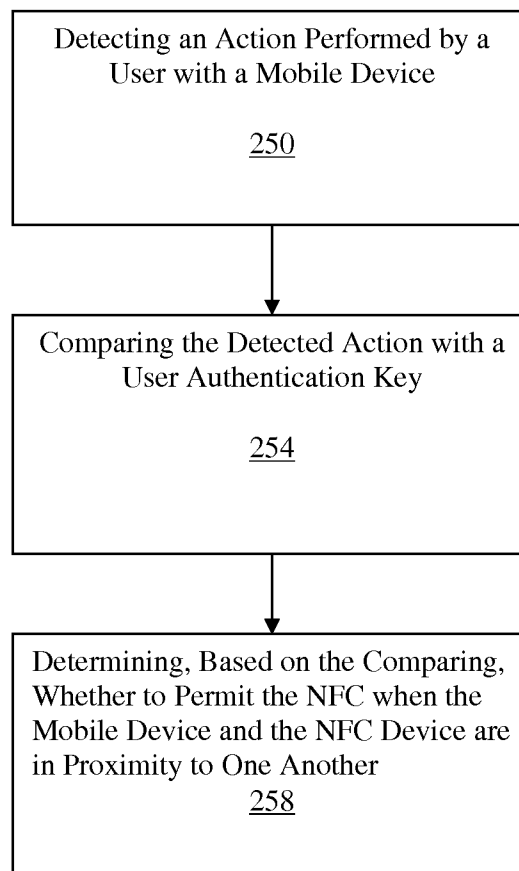 Detecting an Action Performed by a
User with a Mobile Device
250
Comparing the Detected Action with a
User Authentication Key
254
Determining, Based on the Comparing,
Whether to Permit the NFC when the
Mobile Device and the NFC Device are
in Proximity to One Another
258